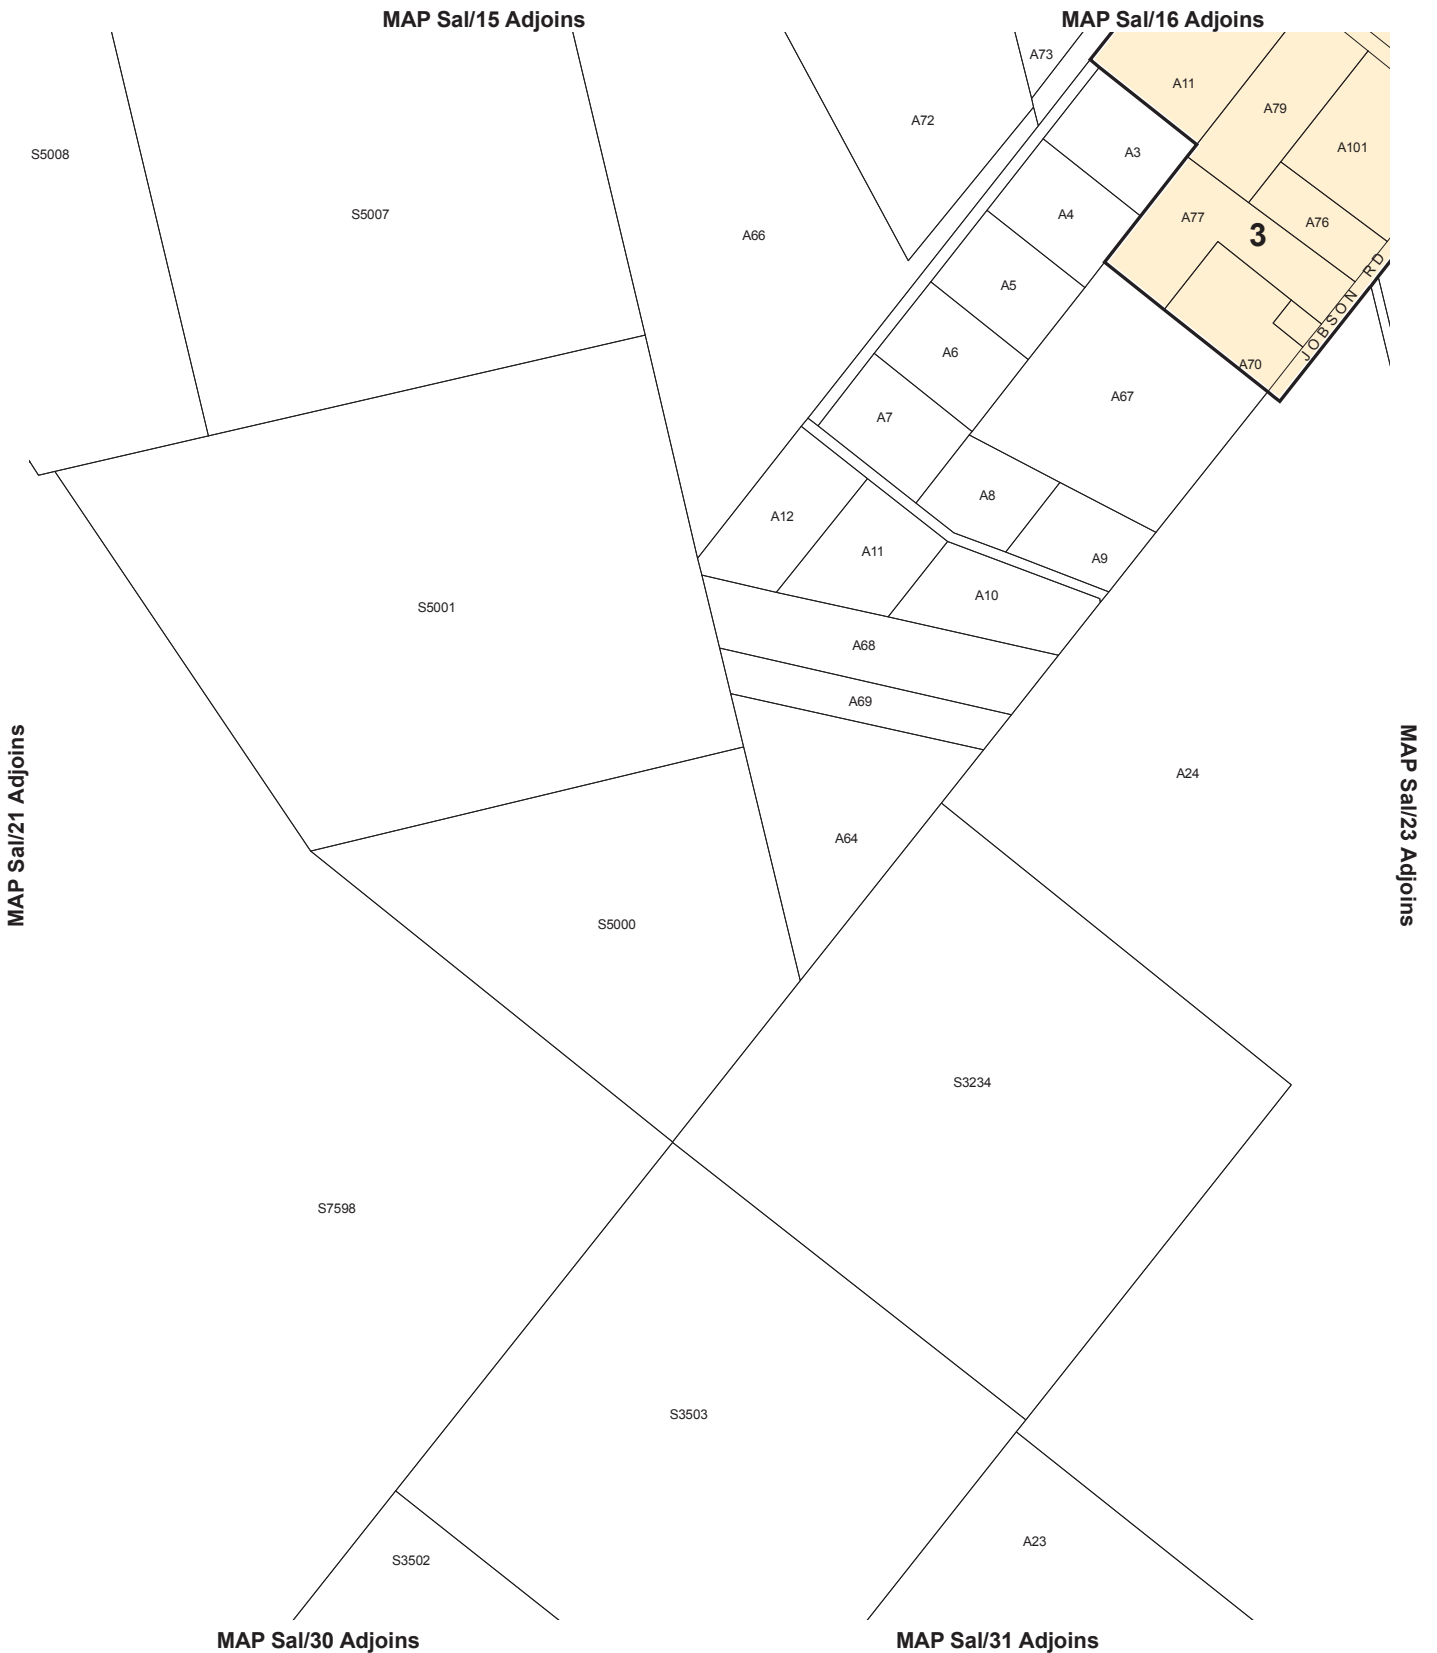 MAP Sal/15 Adjoins
MAP Sal/16 Adjoins
A73
A11
A79
A72
A101
A3
S5008
S5007
A4
A77
A76
3
A66
JOBSON RD
A5
A6
A70
A67
A7
A8
A12
A11
A9
A10
S5001
A68
A69
MAP Sal/21 Adjoins
MAP Sal/23 Adjoins
A24
A64
S5000
S3234
S7598
S3503
A23
S3502
MAP Sal/30 Adjoins
MAP Sal/31 Adjoins